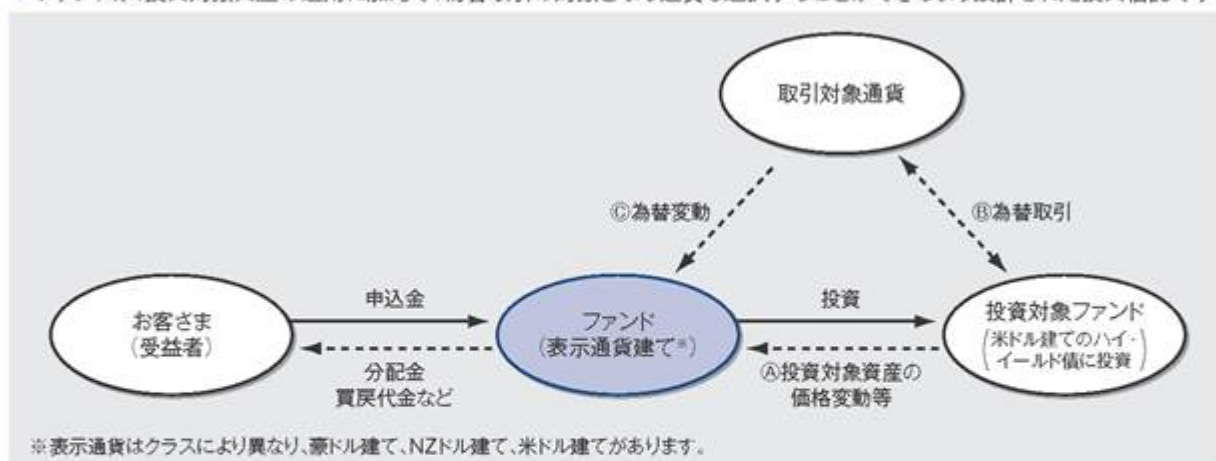 取引対象通貨
Ⓒ為替変動
Ⓑ為替取引
お客さま
(受益者)
申込金
分配金
買戻代金など
ファンド
(表示通貨建て※)
投資
Ⓐ投資対象資産の
価格変動等
投資対象ファンド
(米ドル建てのハイ・
イールド債に投資)
※表示通貨はクラスにより異なり、豪ドル建て、NZドル建て、米ドル建てがあります。